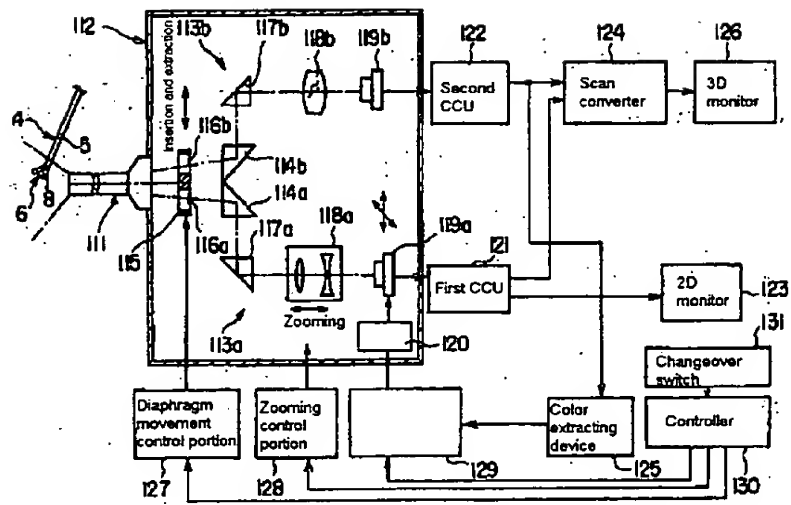 112
113b
117b
118b
119b
122
124
126
Insertion and extraction
Second
CCU
Scan
converter
3D
monitor
4
5
116b
114b
114a
6
8
111
115
116a
117a
118a
119a
121
First CCU
2D
monitor
123
Zooming
113a
120
131
Changeover
switch
Diaphragm
movement
control portion
Zooming
control
portion
Color
extracting
device
Controller
127
128
129
125
130